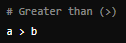 # Greater than (>)
a > b